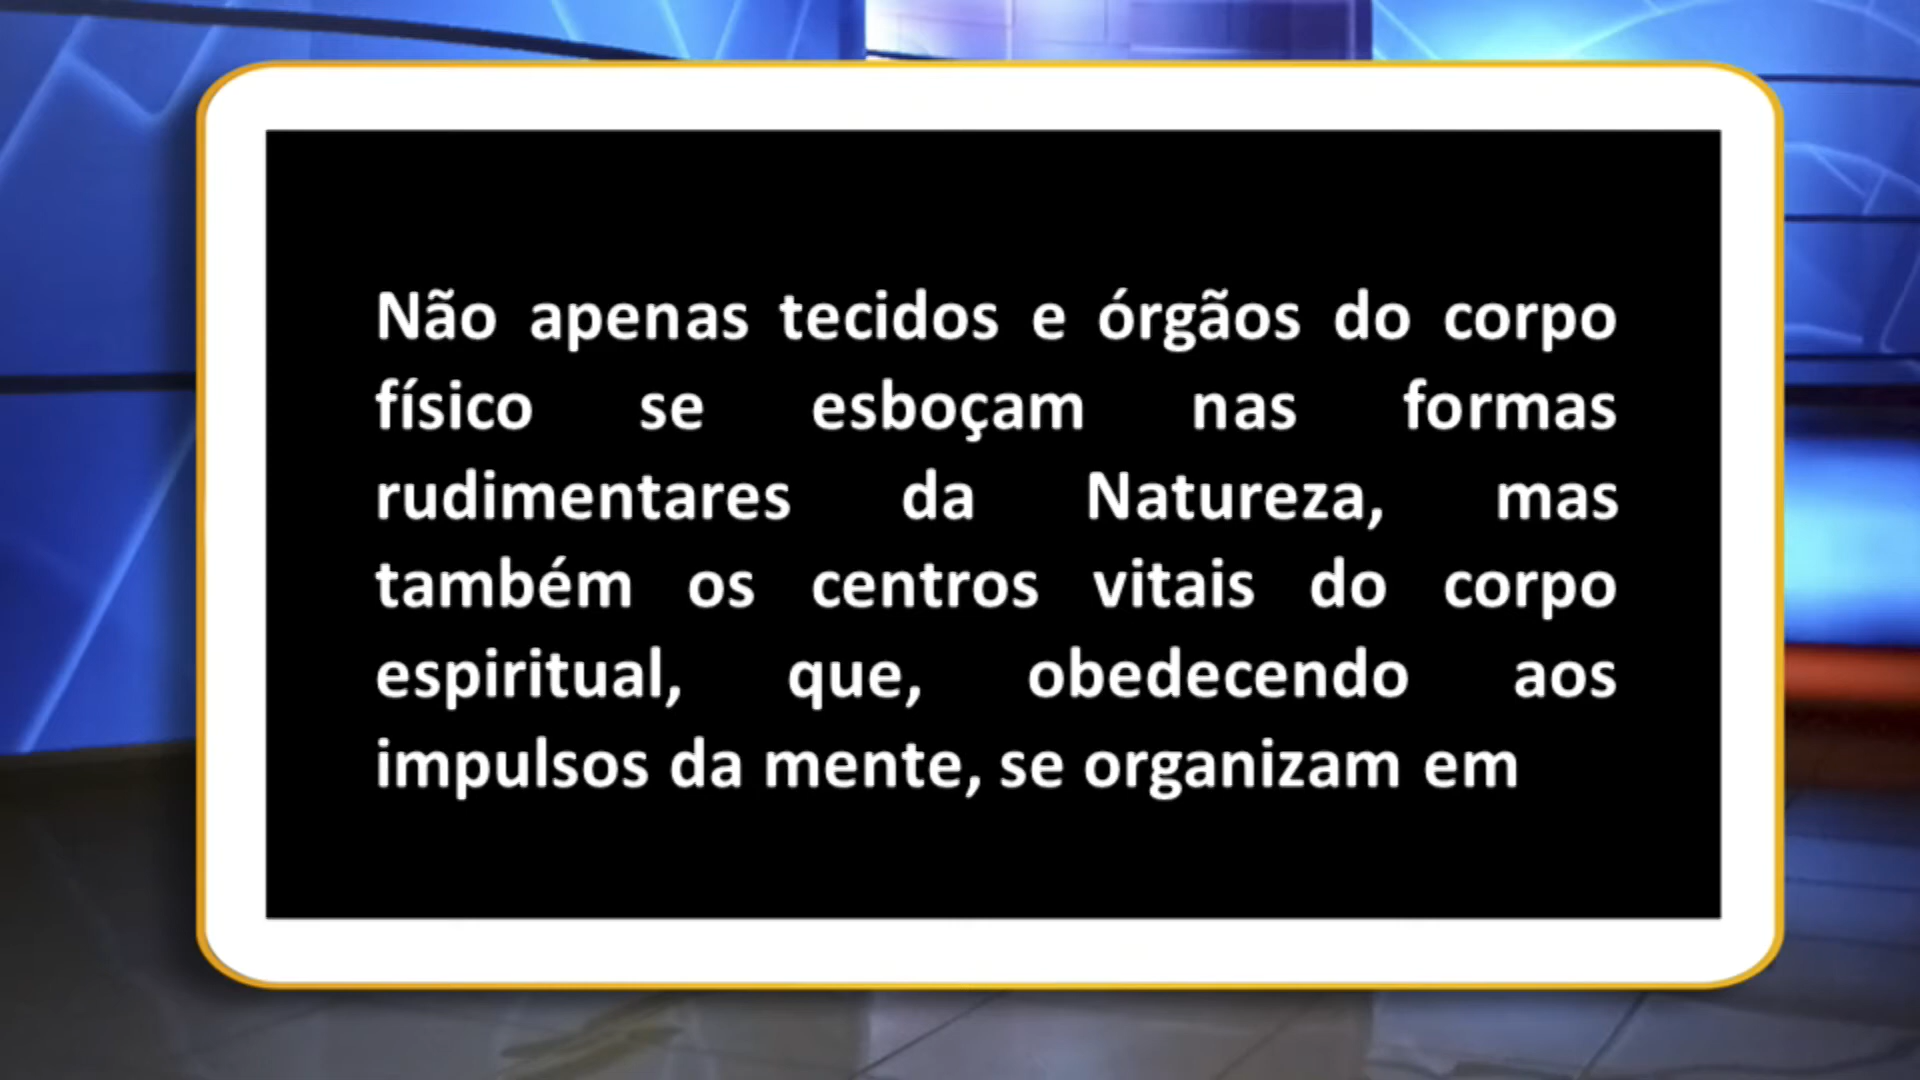 Não apenas tecidos e órgãos do corpo
físico se esboçam nas formas
rudimentares da Natureza, mas
também os centros vitais do corpo
espiritual, que, obedecendo aos
impulsos da mente, se organizam em